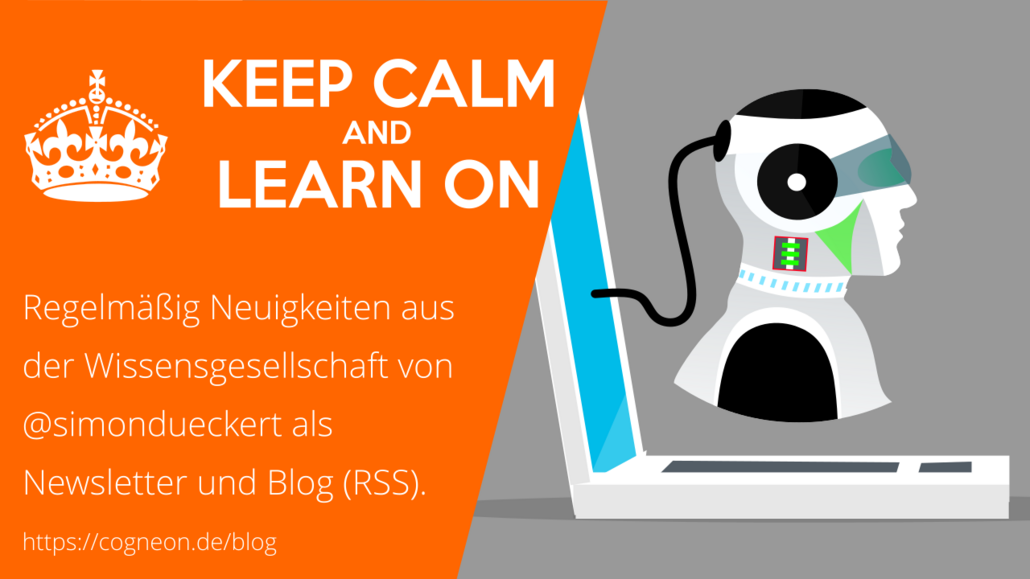 KEEP CALM
AND
LEARN ON
Regelmäßig Neuigkeiten aus
der Wissensgesellschaft von
@simondueckert als
Newsletter und Blog (RSS).
https://cogneon.de/blog